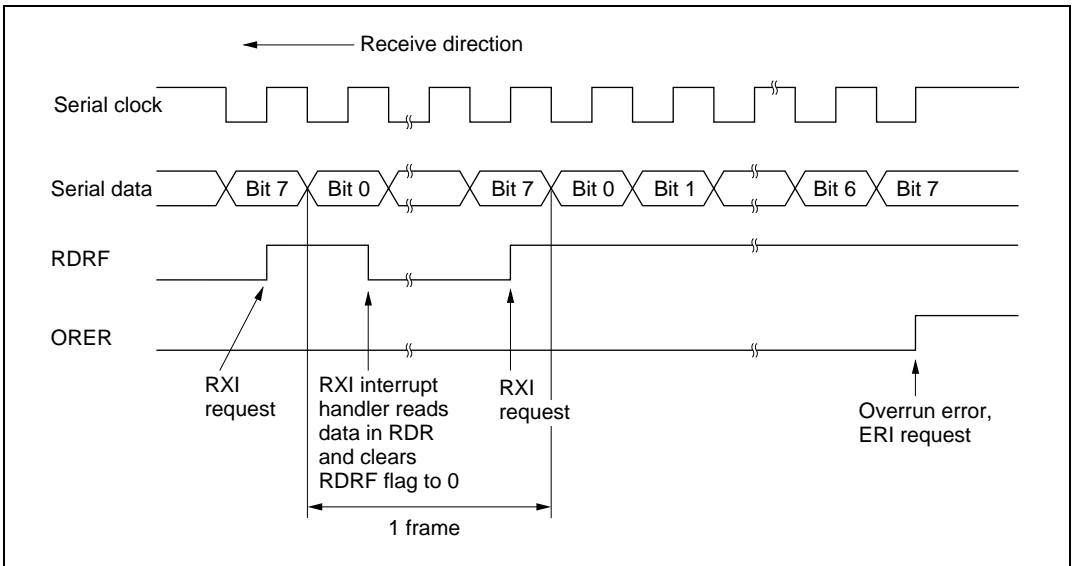 Receive direction
Serial clock
Serial data
Bit 7
Bit 0
Bit 7
Bit 0
Bit 1
Bit 6
Bit 7
RDRF
ORER
RXI
request
RXI interrupt
handler reads
data in RDR
and clears
RDRF flag to 0
RXI
request
Overrun error,
ERI request
1 frame